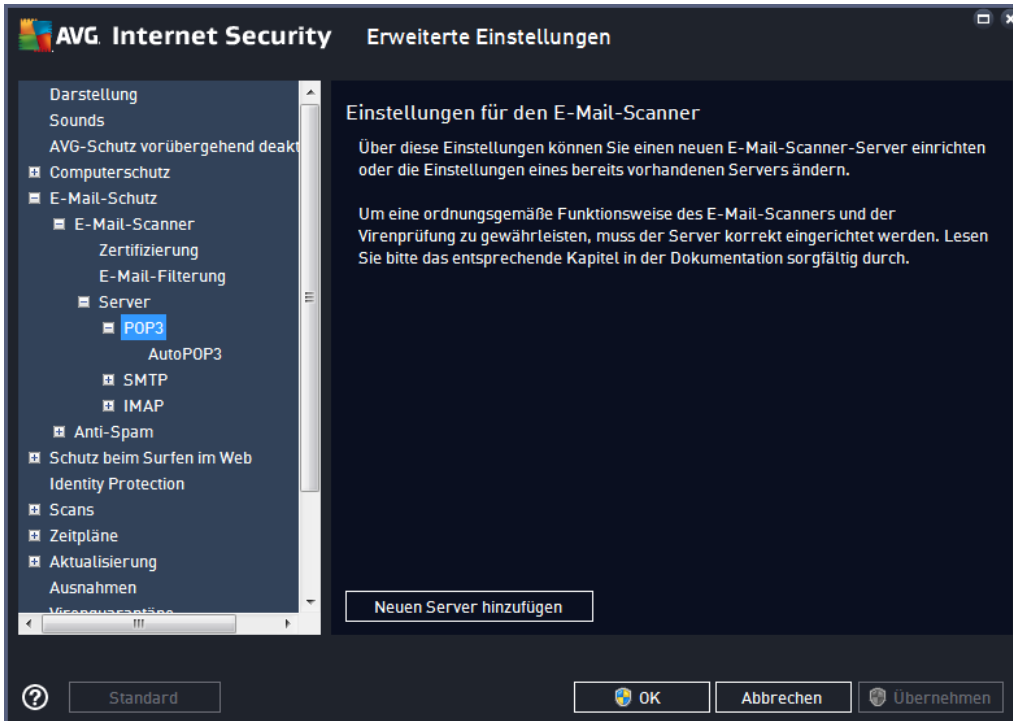 AVG. Internet Security Erweiterte Einstellungen
Darstellung
Sounds
AVG-Schutz vorübergehend deakt
Computerschutz
E-Mail-Schutz
E-Mail-Scanner
Zertifizierung
E-Mail-Filterung
Server
POP3
AutoPOP3
SMTP
IMAP
Anti-Spam
Schutz beim Surfen im Web
Identity Protection
Scans
Zeitpläne
Aktualisierung
Ausnahmen
Virenquarantäne
Einstellungen für den E-Mail-Scanner
Über diese Einstellungen können Sie einen neuen E-Mail-Scanner-Server einrichten
oder die Einstellungen eines bereits vorhandenen Servers ändern.
Um eine ordnungsgemäße Funktionsweise des E-Mail-Scanners und der
Virenprüfung zu gewährleisten, muss der Server korrekt eingerichtet werden. Lesen
Sie bitte das entsprechende Kapitel in der Dokumentation sorgfältig durch.
Neuen Server hinzufügen
Standard
OK
Abbrechen
Übernehmen